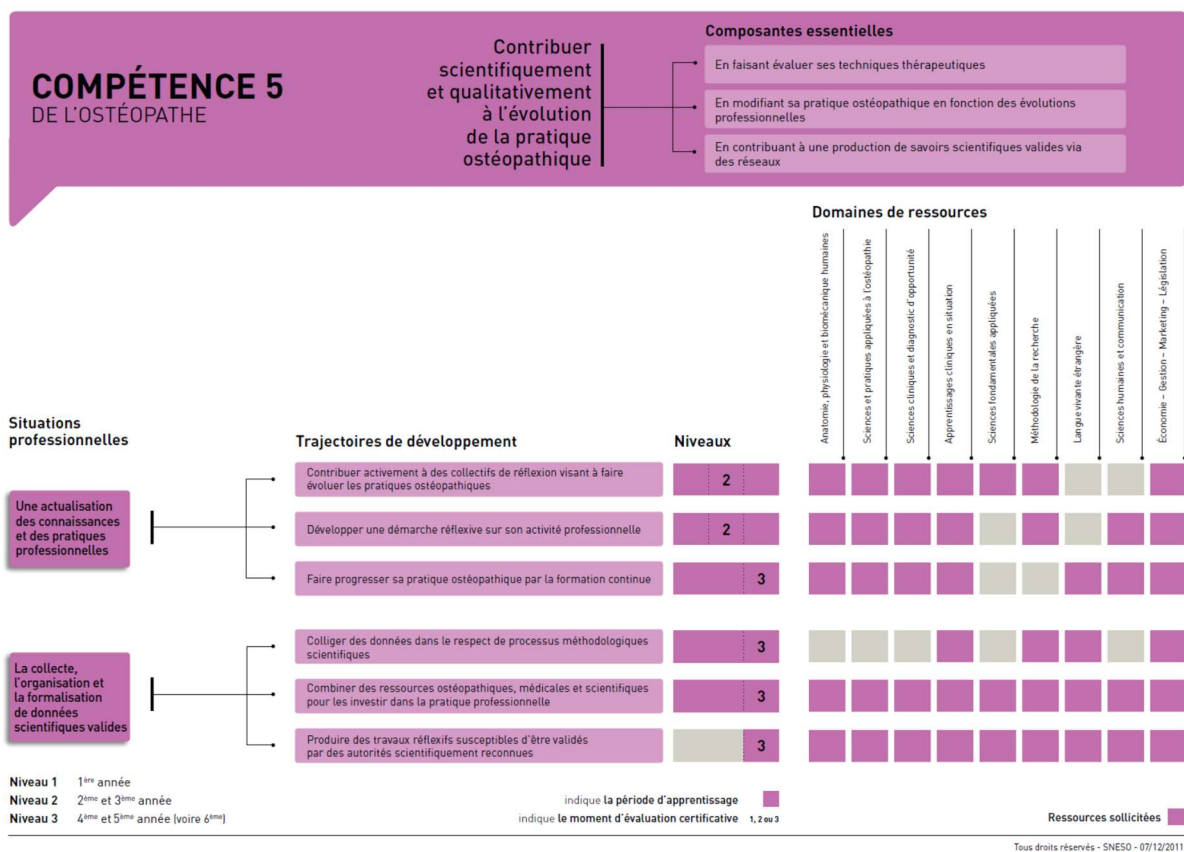 COMPÉTENCE 5
DE L'OSTÉOPATHE
Contribuer
scientifiquement
et qualitativement
à l'évolution
de la pratique
ostéopathique
Composantes essentielles
En faisant évaluer ses techniques thérapeutiques
En modifiant sa pratique ostéopathique en fonction des évolutions
professionnelles
En contribuant à une production de savoirs scientifiques valides via
des réseaux
Domaines de ressources
Anatomie, physiologie et biomécanique humaines
Sciences et pratiques appliquées à l'ostéopathie
Sciences cliniques et diagnostic d'opportunité
Apprentissages cliniques en situation
Sciences fondamentales appliquées
Méthodologie de la recherche
Langue vivante étrangère
Sciences humaines et communication
Économie – Gestion – Marketing – Législation
Situations
professionnelles
Trajectoires de développement
Niveaux
Une actualisation
des connaissances
et des pratiques
professionnelles
Contribuer activement à des collectifs de réflexion visant à faire
évoluer les pratiques ostéopathiques
2
Développer une démarche réflexive sur son activité professionnelle
2
Faire progresser sa pratique ostéopathique par la formation continue
3
La collecte,
l'organisation et
la formalisation
de données
scientifiques valides
Colliger des données dans le respect de processus méthodologiques
scientifiques
3
Combiner des ressources ostéopathiques, médicales et scientifiques
pour les investir dans la pratique professionnelle
3
Produire des travaux réflexifs susceptibles d'être validés
par des autorités scientifiquement reconnues
3
Niveau 1 1ère année
Niveau 2 2ème et 3ème année
Niveau 3 4ème et 5ème année (voire 6ème)
indique la période d'apprentissage
indique le moment d'évaluation certificative 1, 2 ou 3
Ressources sollicitées
Tous droits réservés - SNESO - 07/12/2011